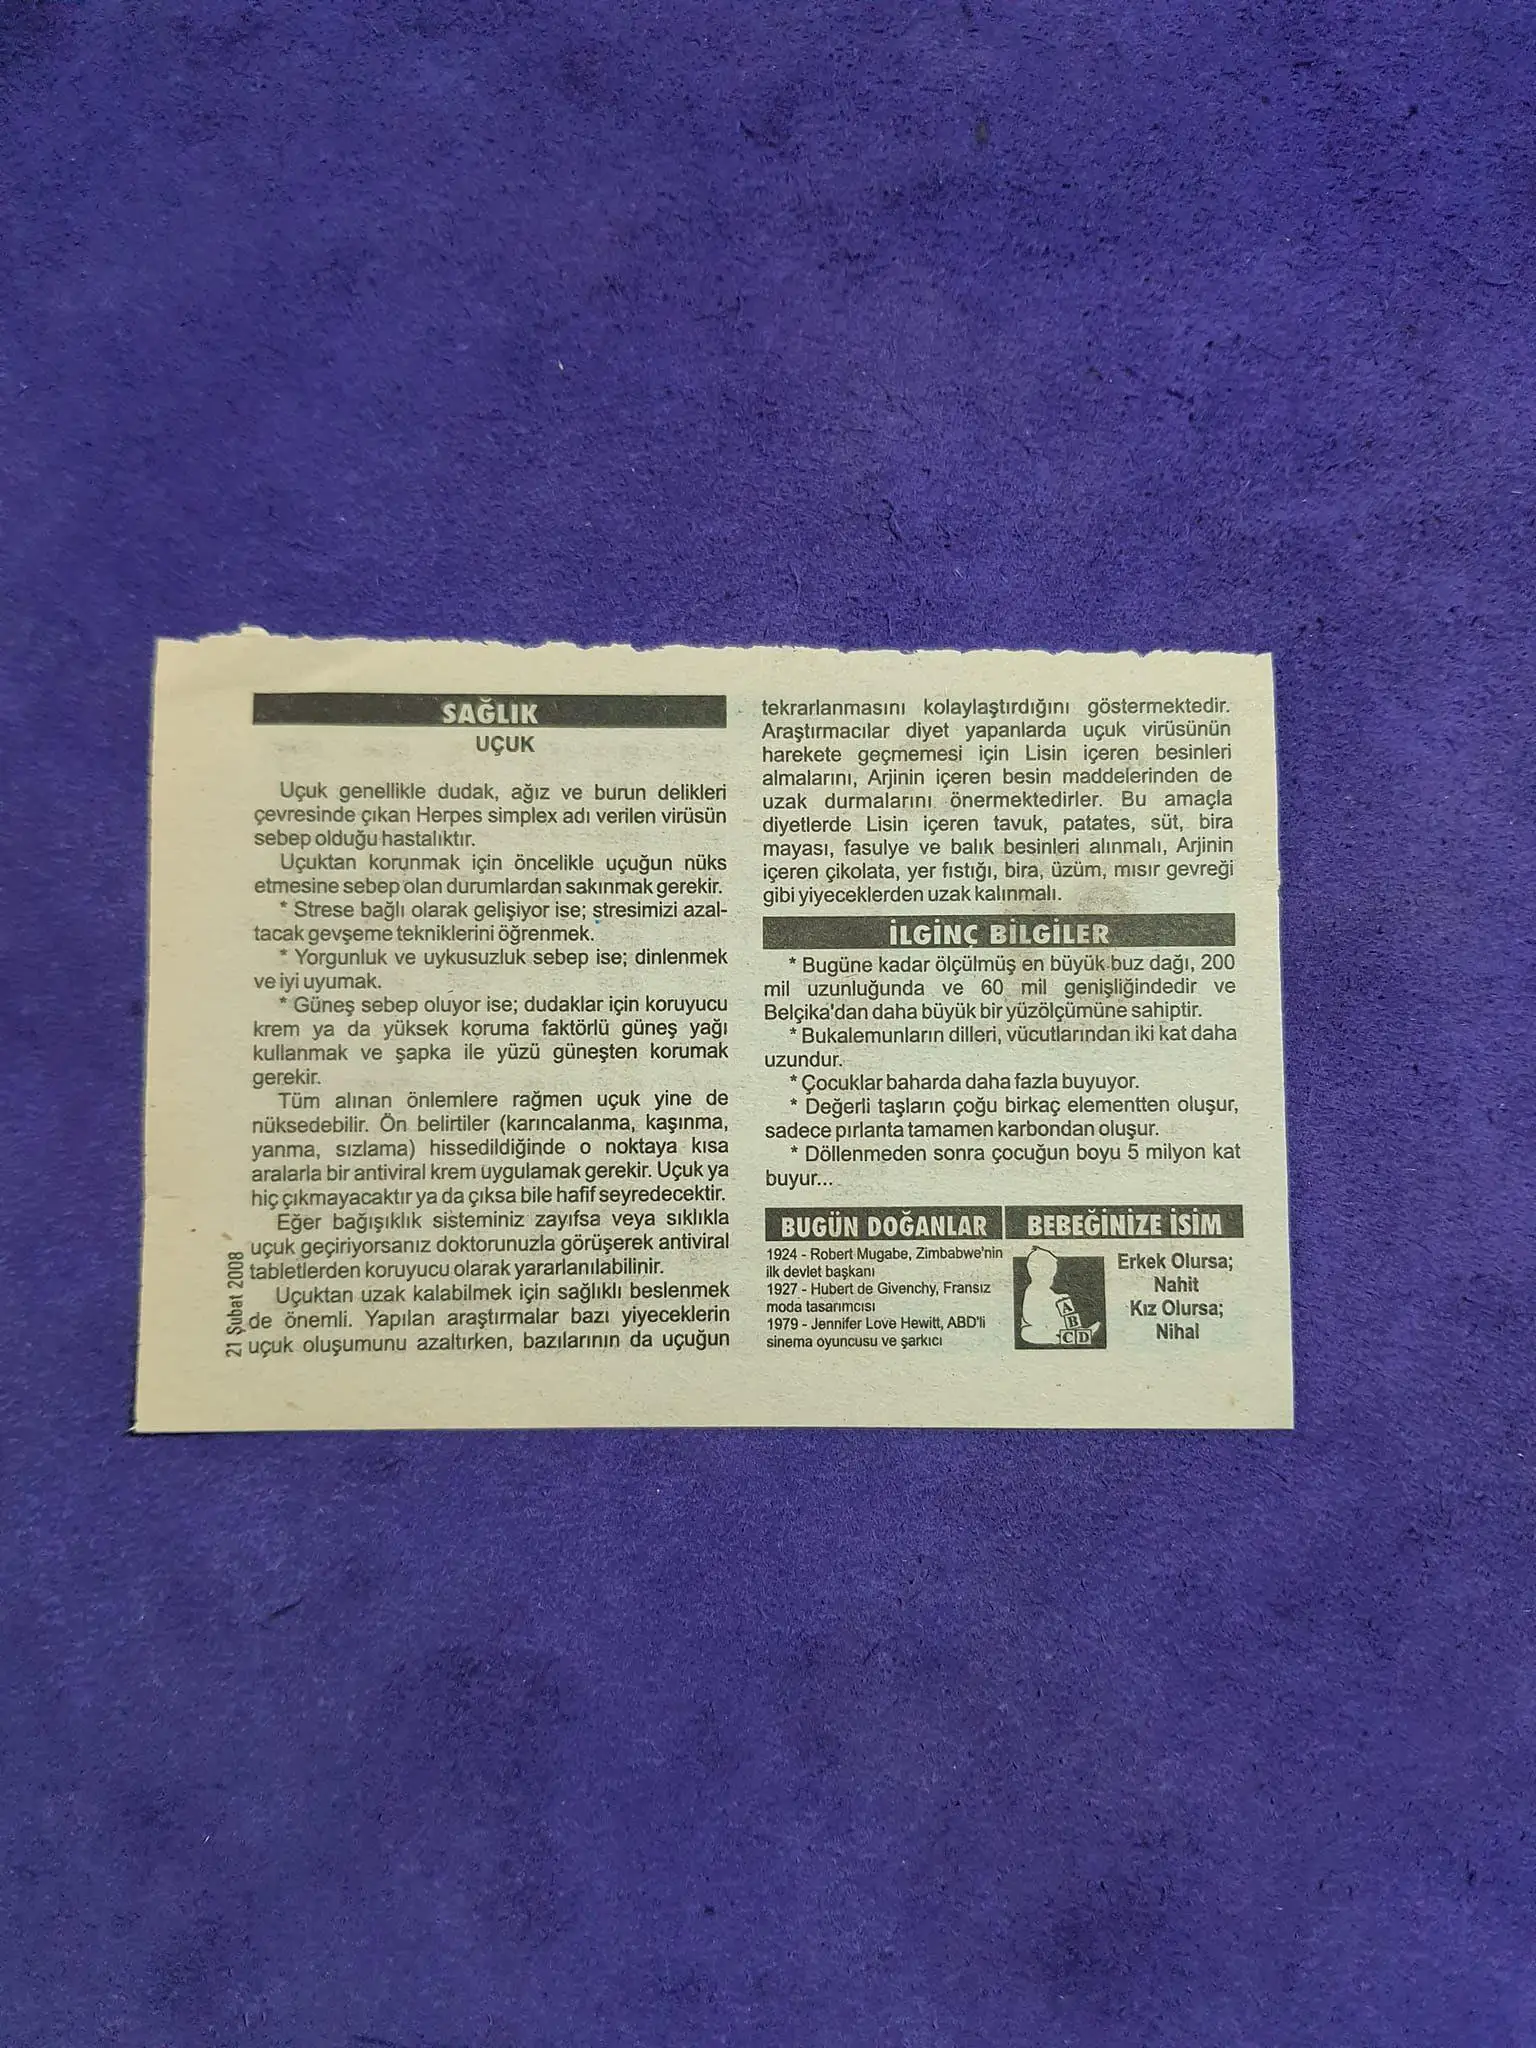 SAĞLIK
UÇUK
Uçuk genellikle dudak, ağız ve burun delikleri
çevresinde çıkan Herpes simplex adı verilen virüsün
sebep olduğu hastalıktır.
Uçuktan korunmak için öncelikle uçuğun nüks
etmesine sebep olan durumlardan sakınmak gerekir.
* Strese bağlı olarak gelişiyor ise; stresimizi azal-
tacak gevşeme tekniklerini öğrenmek.
* Yorgunluk ve uykusuzluk sebep ise; dinlenmek
ve iyi uyumak.
* Güneş sebep oluyor ise; dudaklar için koruyucu
krem ya da yüksek koruma faktörlü güneş yağı
kullanmak ve şapka ile yüzü güneşten korumak
gerekir.
Tüm alınan önlemlere rağmen uçuk yine de
nüksedebilir. Ön belirtiler (karıncalanma, kaşınma,
yanma, sızlama) hissedildiğinde o noktaya kısa
aralarla bir antiviral krem uygulamak gerekir. Uçuk ya
hiç çıkmayacaktır ya da çıksa bile hafif seyredecektir.
Eğer bağışıklık sisteminiz zayıfsa veya sıklıkla
uçuk geçiriyorsanız doktorunuzla görüşerek antiviral
tabletlerden koruyucu olarak yararlanılabilinir.
Uçuktan uzak kalabilmek için sağlıklı beslenmek
de önemli. Yapılan araştırmalar bazı yiyeceklerin
uçuk oluşumunu azaltırken, bazılarının da uçuğun
21 Şubat 2008
tekrarlanmasını kolaylaştırdığını göstermektedir.
Araştırmacılar diyet yapanlarda uçuk virüsünün
harekete geçmemesi için Lisin içeren besinleri
almalarını, Arjinin içeren besin maddelerinden de
uzak durmalarını önermektedirler. Bu amaçla
diyetlerde Lisin içeren tavuk, patates, süt, bira
mayası, fasulye ve balık besinleri alınmalı, Arjinin
içeren çikolata, yer fıstığı, bira, üzüm, mısır gevreği
gibi yiyeceklerden uzak kalınmalı.
İLGİNÇ BİLGİLER
* Bugüne kadar ölçülmüş en büyük buz dağı, 200
mil uzunluğunda ve 60 mil genişliğindedir ve
Belçika'dan daha büyük bir yüzölçümüne sahiptir.
* Bukalemunların dilleri, vücutlarından iki kat daha
uzundur.
* Çocuklar baharda daha fazla buyuyor.
* Değerli taşların çoğu birkaç elementten oluşur,
sadece pırlanta tamamen karbondan oluşur.
* Döllenmeden sonra çocuğun boyu 5 milyon kat
buyur...
BUGÜN DOĞANLAR
1924 - Robert Mugabe, Zimbabwe'nin
ilk devlet başkanı
1927 - Hubert de Givenchy, Fransız
moda tasarımcısı
1979 - Jennifer Love Hewitt, ABD'li
sinema oyuncusu ve şarkıcı
BEBEĞİNİZE İSİM
A
B
C D
Erkek Olursa;
Nahit
Kız Olursa;
Nihal